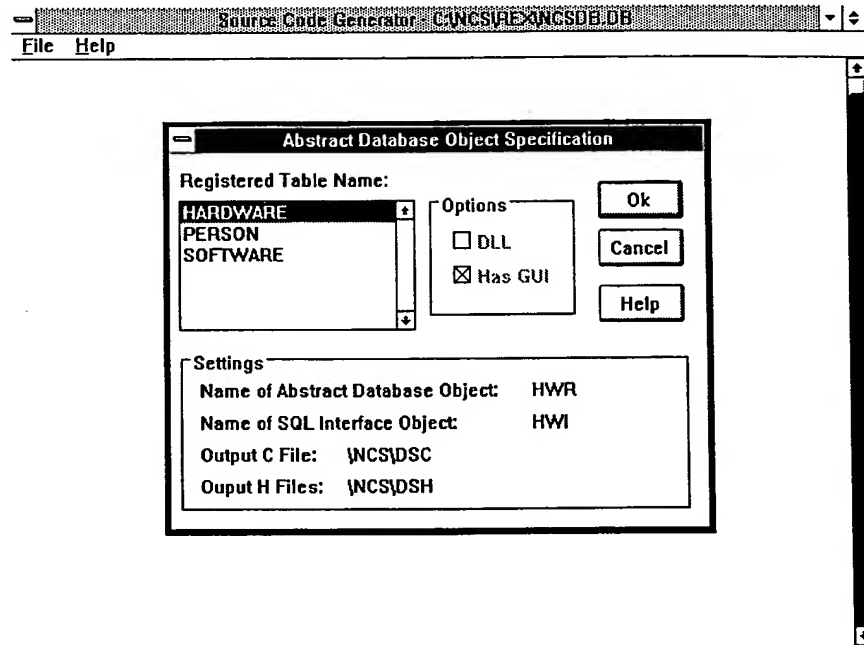 Source Code Generator - C:\NCS\REX\NCSDB.DB
File Help
Abstract Database Object Specification
Registered Table Name:
HARDWARE
PERSON
SOFTWARE
Options
DLL
Has GUI
Ok
Cancel
Help
Settings
Name of Abstract Database Object: HWR
Name of SQL Interface Object: HWI
Output C File: \NCS\DSC
Ouput H Files: \NCS\DSH